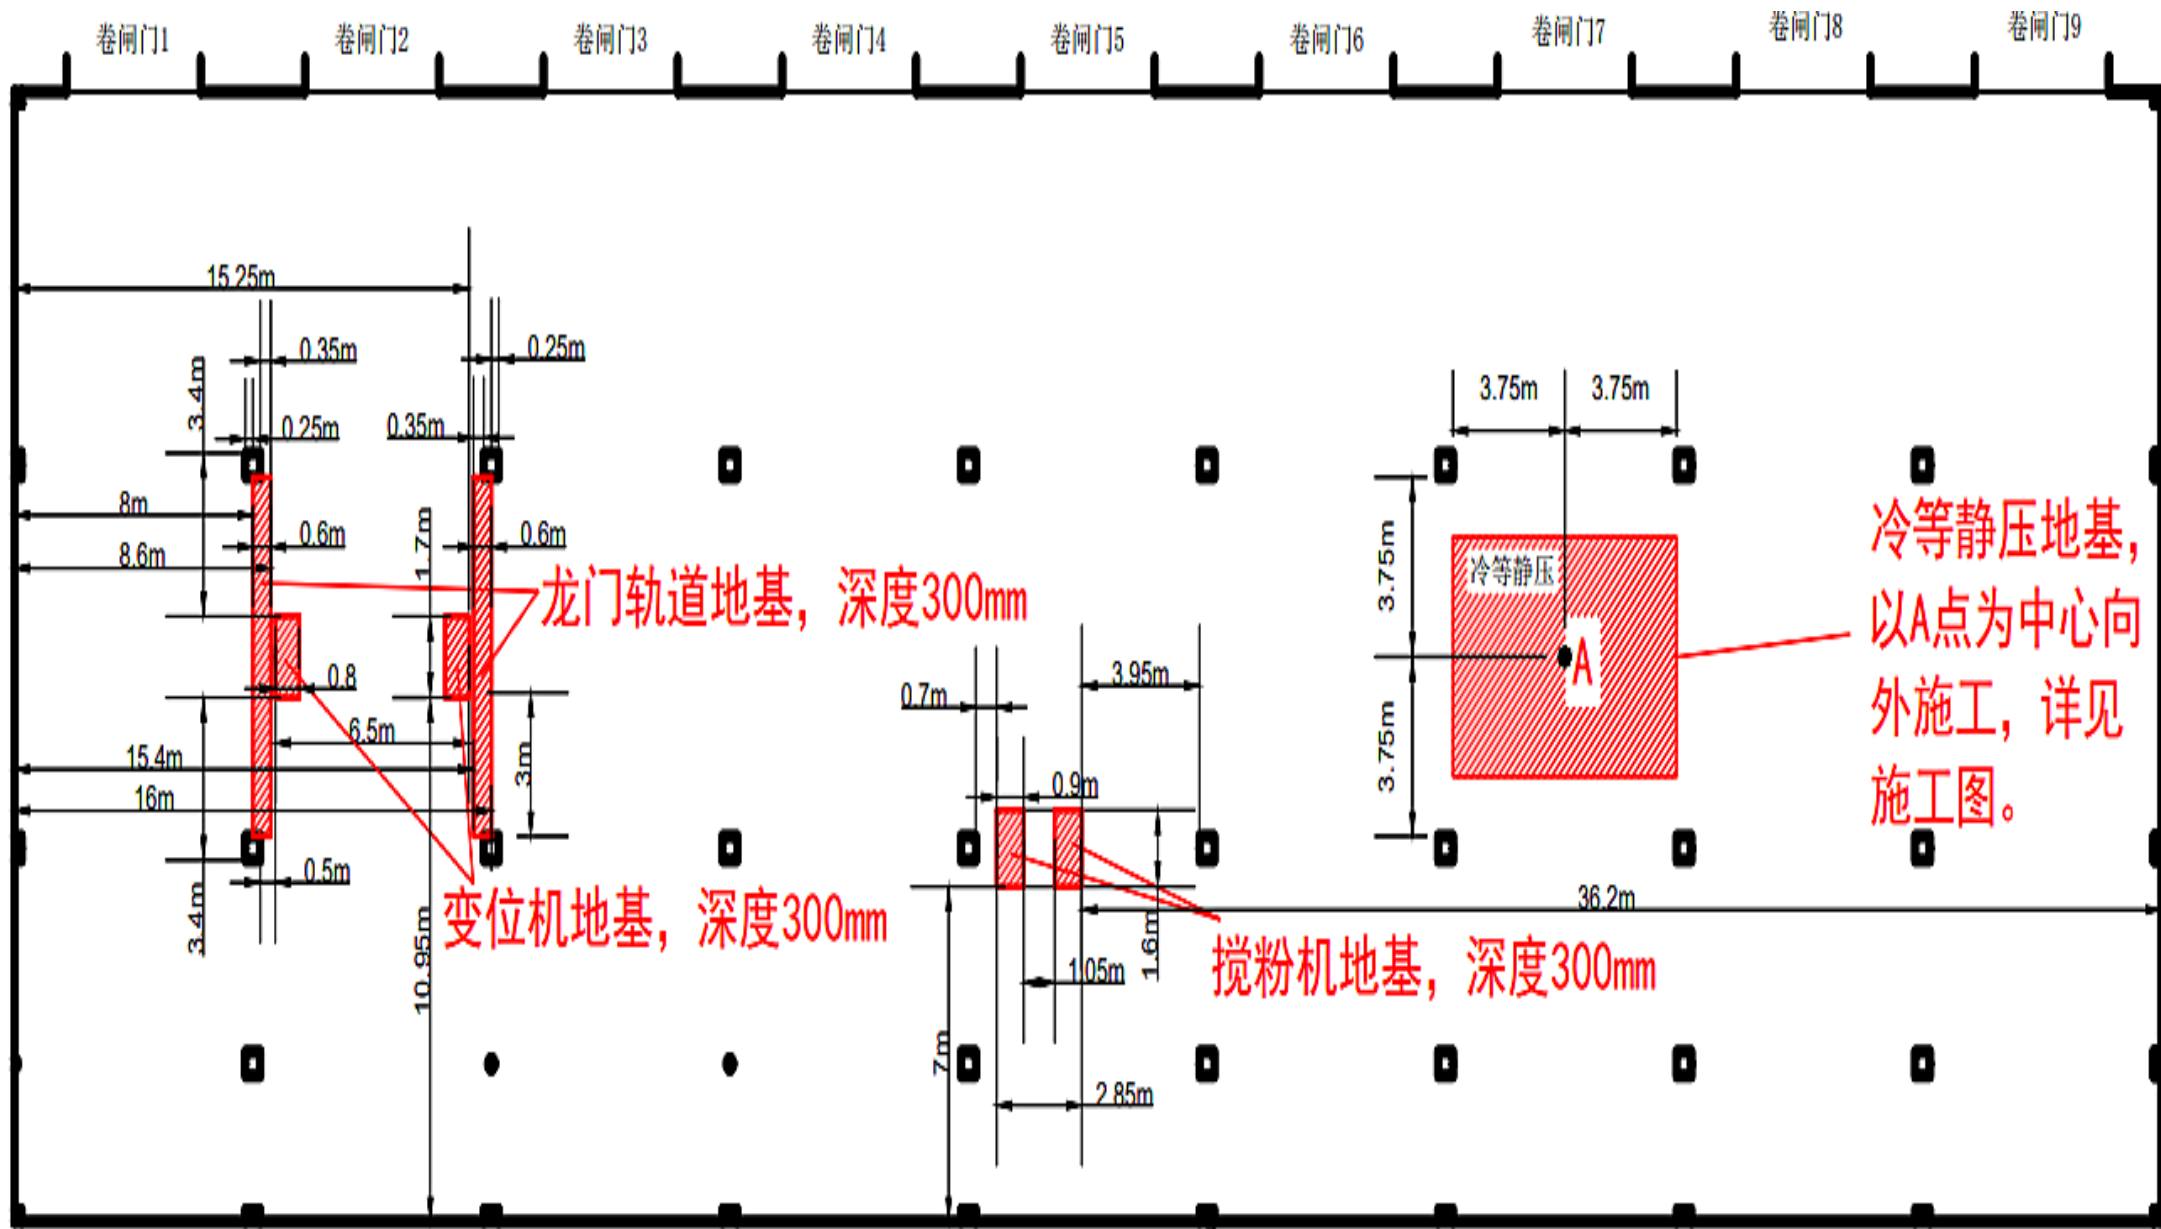 卷闸门1
卷闸门2
卷闸门3
卷闸门4
卷闸门5
卷闸门6
卷闸门7
卷闸门8
卷闸门9
15.25m
0.35m
0.25m
3.4m
0.25m
0.35m
3.75m
3.75m
8m
0.6m
1.7m
0.6m
8.6m
龙门轨道地基，深度300mm
3.75m
冷等静压
A
冷等静压地基，
以A点为中心向
外施工，详见
施工图。
0.8
3.95m
0.7m
6.5m
15.4m
3m
16m
0.9m
3.75m
0.5m
3.4m
变位机地基，深度300mm
10.95m
36.2m
1.6m
1.05m
搅粉机地基，深度300mm
7m
2.85m